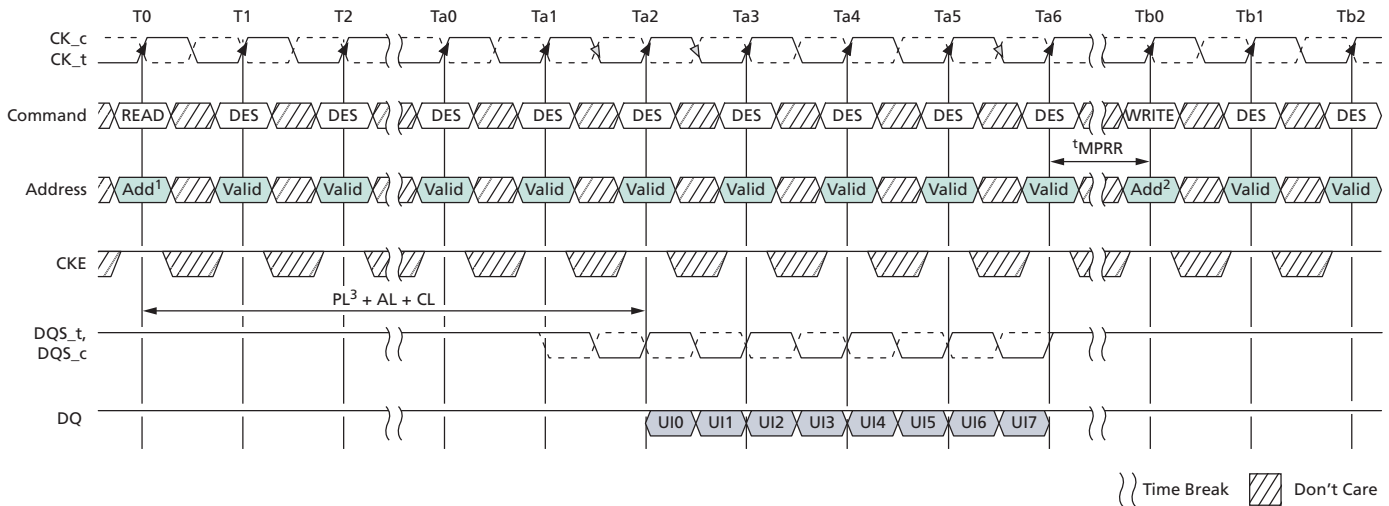 T0 T1 T2 Ta0 Ta1 Ta2 Ta3 Ta4 Ta5 Ta6 Tb0 Tb1 Tb2
CK_c
CK_t
Command READ DES DES DES DES DES DES DES DES DES WRITE DES DES
tMPRR
Address Add1 Valid Valid Valid Valid Valid Valid Valid Valid Valid Add2 Valid Valid
CKE
PL3 + AL + CL
DQS_t,
DQS_c
DQ UI0 UI1 UI2 UI3 UI4 UI5 UI6 UI7
Time Break Don't Care